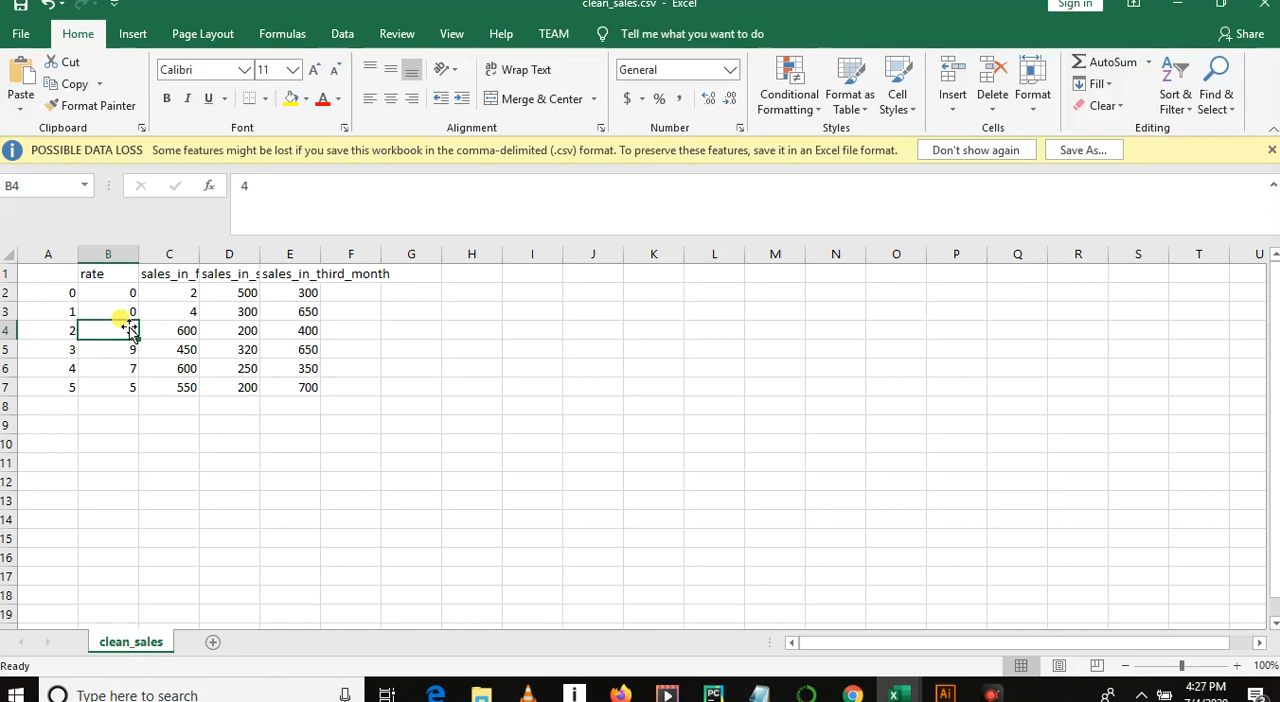 clean_sales.csv - Excel
Sign in
File Home Insert Page Layout Formulas Data Review View Help TEAM Tell me what you want to do Share
Paste
Cut
Copy
Format Painter
Clipboard
Calibri 11
B I U
Font
Wrap Text
Merge & Center
Alignment
General
$ % ,
Number
Conditional Formatting
Format as Table
Cell Styles
Styles
Insert Delete Format
Cells
AutoSum
Fill
Clear
Sort & Filter
Find & Select
Editing
POSSIBLE DATA LOSS Some features might be lost if you save this workbook in the comma-delimited (.csv) format. To preserve these features, save it in an Excel file format. Don't show again Save As...
B4 fx 4
A B C D E F G H I J K L M N O P Q R S T U
1 rate sales_in_f sales_in_s sales_in_third_month
2 0 0 2 500 300
3 1 0 4 300 650
4 2 600 200 400
5 3 9 450 320 650
6 4 7 600 250 350
7 5 5 550 200 700
8
9
10
11
12
13
14
15
16
17
18
19
clean_sales
Ready 100%
Type here to search
4:27 PM